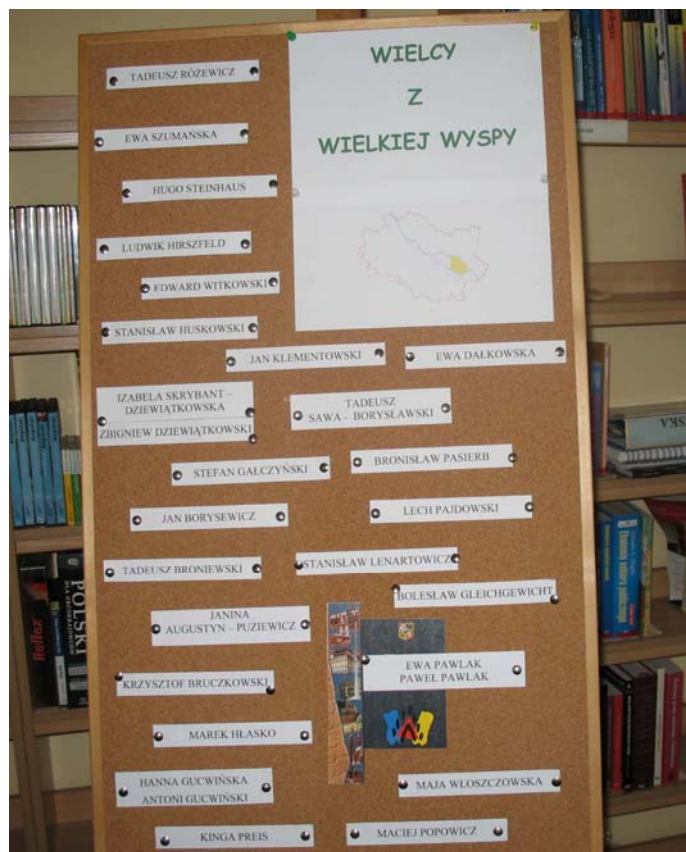 WIELCY
Z
WIELKIEJ WYSPY
TADEUSZ RÓŻEWICZ
EWA SZUMAŃSKA
HUGO STEINHAUS
LUDWIK HIRSZFELD
EDWARD WITKOWSKI
STANISŁAW HUSKOWSKI
JAN KLEMENTOWSKI
EWA DAŁKOWSKA
IZABELA SKRYBANT –
DZIEWIĄTKOWSKA
ZBIGNIEW DZIEWIĄTKOWSKI
TADEUSZ
SAWA - BORYSŁAWSKI
STEFAN GAŁCZYŃSKI
BRONISŁAW PASIERB
JAN BORYSEWICZ
LECH PAJDOWSKI
TADEUSZ BRONIEWSKI
STANISŁAW LENARTOWICZ
BOLESŁAW GLEICHGEWICHT
JANINA
AUGUSTYN – PUZIEWICZ
EWA PAWLAK
PAWEŁ PAWLAK
KRZYSZTOF BRUCZKOWSKI
MAREK HŁASKO
HANNA GUCWIŃSKA
ANTONI GUCWIŃSKI
MAJA WŁOSZCZOWSKA
KINGA PREIS
MACIEJ POPOWICZ
Reflex
POLSKI